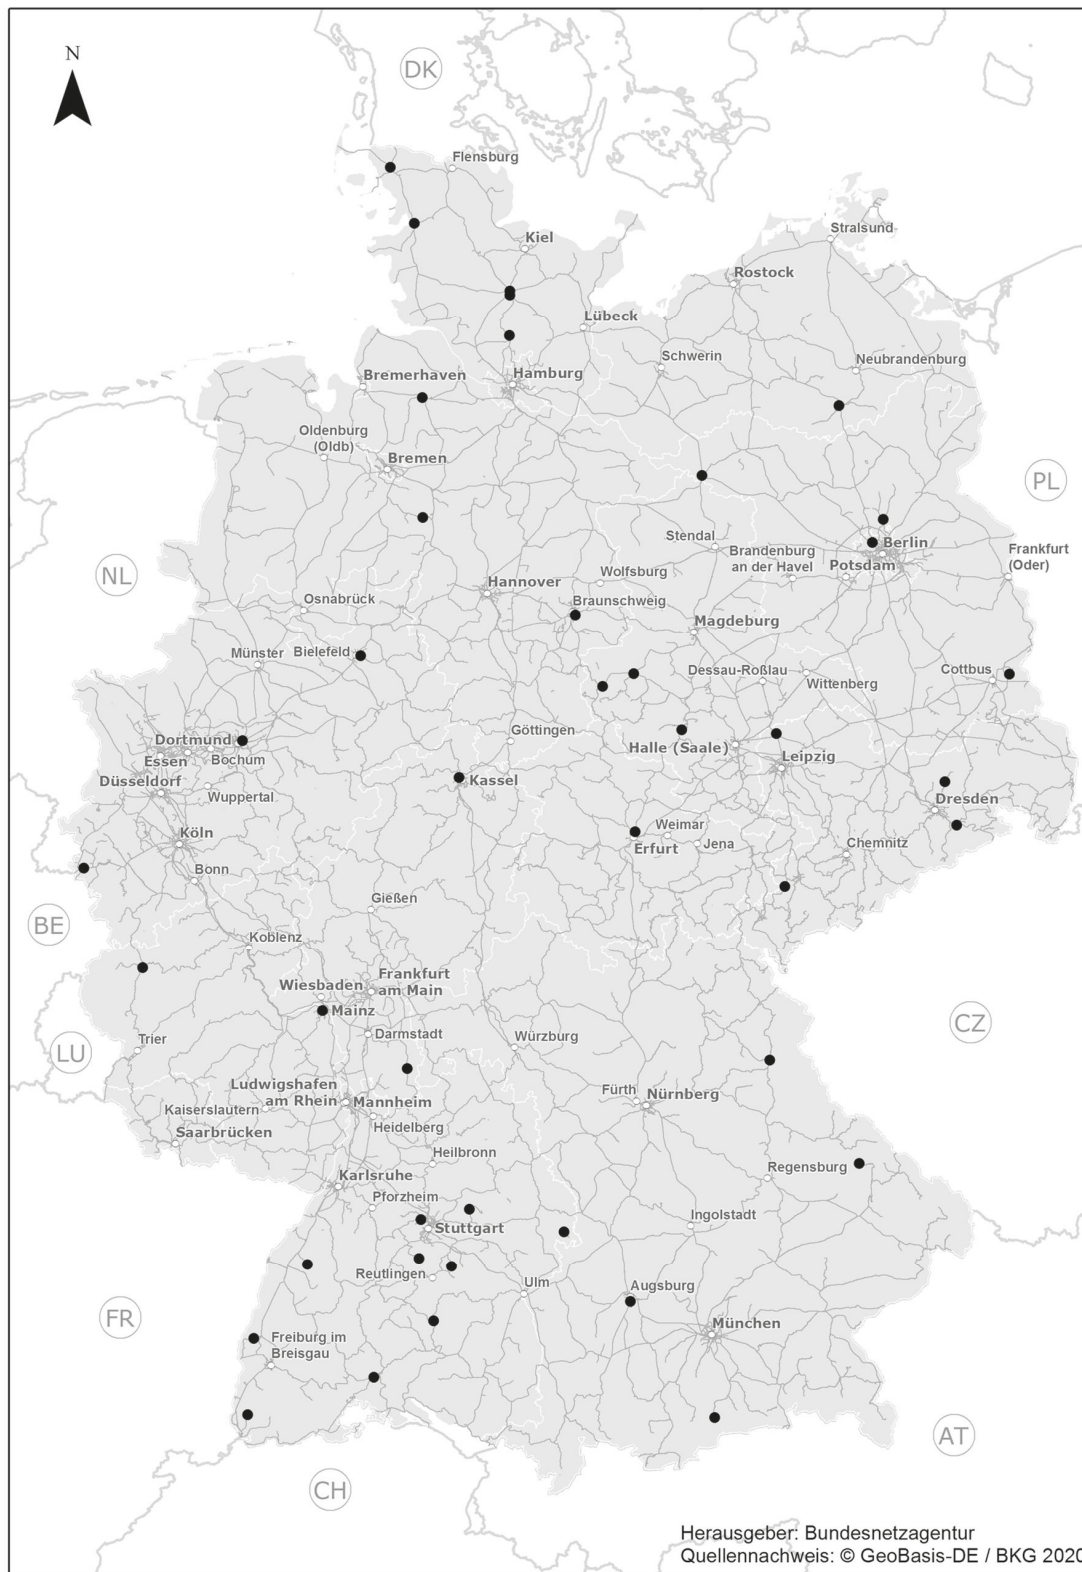 N
DK
Flensburg
Kiel
Stralsund
Rostock
Lübeck
Schwerin
Neubrandenburg
Bremerhaven
Hamburg
Oldenburg
(Oldb)
Bremen
PL
Stendal
Berlin
Brandenburg
an der Havel
Potsdam
Frankfurt
(Oder)
NL
Hannover
Wolfsburg
Osnabrück
Braunschweig
Magdeburg
Münster
Bielefeld
Dessau-Roßlau
Wittenberg
Cottbus
Dortmund
Göttingen
Halle (Saale)
Essen
Bochum
Leipzig
Düsseldorf
Kassel
Wuppertal
Dresden
Köln
Weimar
Erfurt
Jena
Chemnitz
Bonn
Gießen
BE
Koblenz
Wiesbaden
Frankfurt
am Main
Mainz
CZ
LU
Trier
Darmstadt
Würzburg
Ludwigshafen
am Rhein
Mannheim
Fürth
Nürnberg
Kaiserslautern
Heidelberg
Saarbrücken
Heilbronn
Regensburg
Karlsruhe
Pforzheim
Stuttgart
Ingolstadt
Reutlingen
Ulm
Augsburg
FR
München
Freiburg im
Breisgau
AT
CH
Herausgeber: Bundesnetzagentur
Quellennachweis: © GeoBasis-DE / BKG 2020